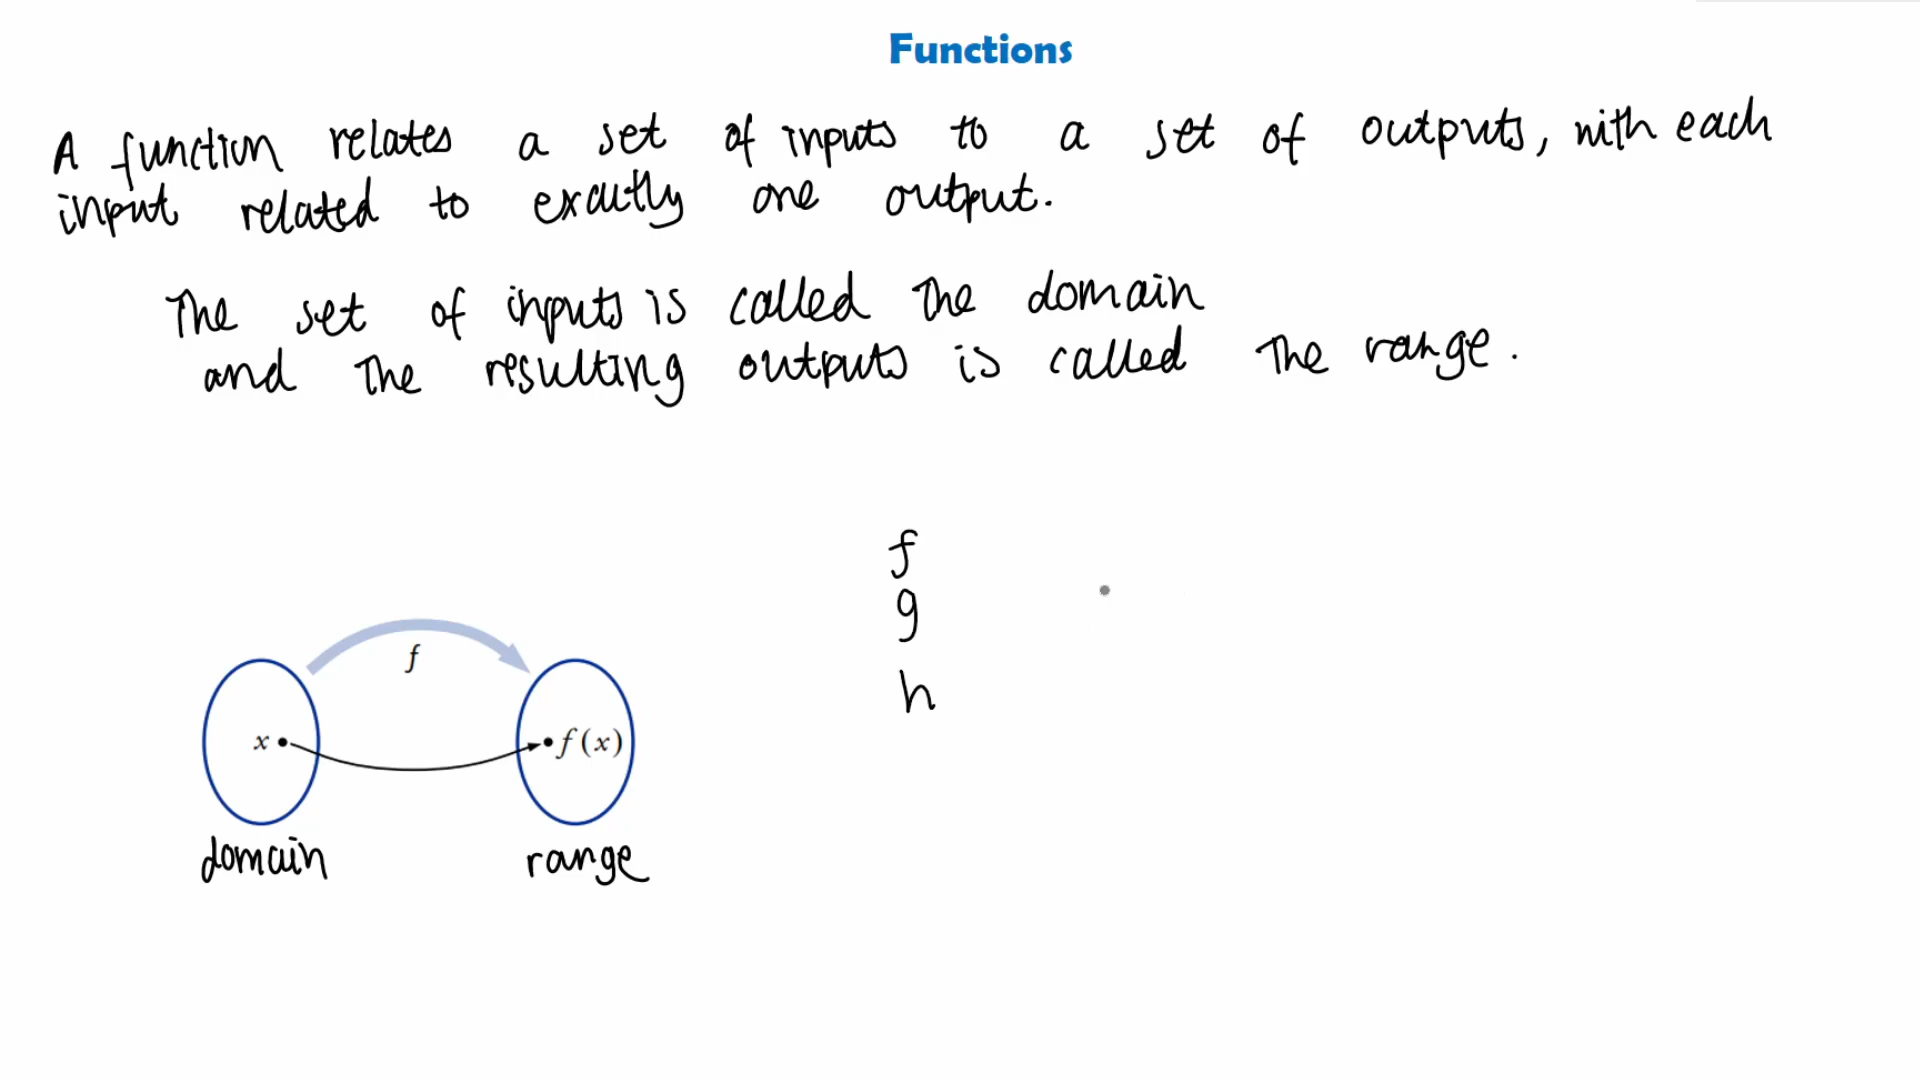 Functions
A function relates a set of inputs to a set of outputs, with each
input related to exactly one output.
The set of inputs is called the domain
and the resulting outputs is called the range.
f
g
h
f
x
f(x)
domain
range